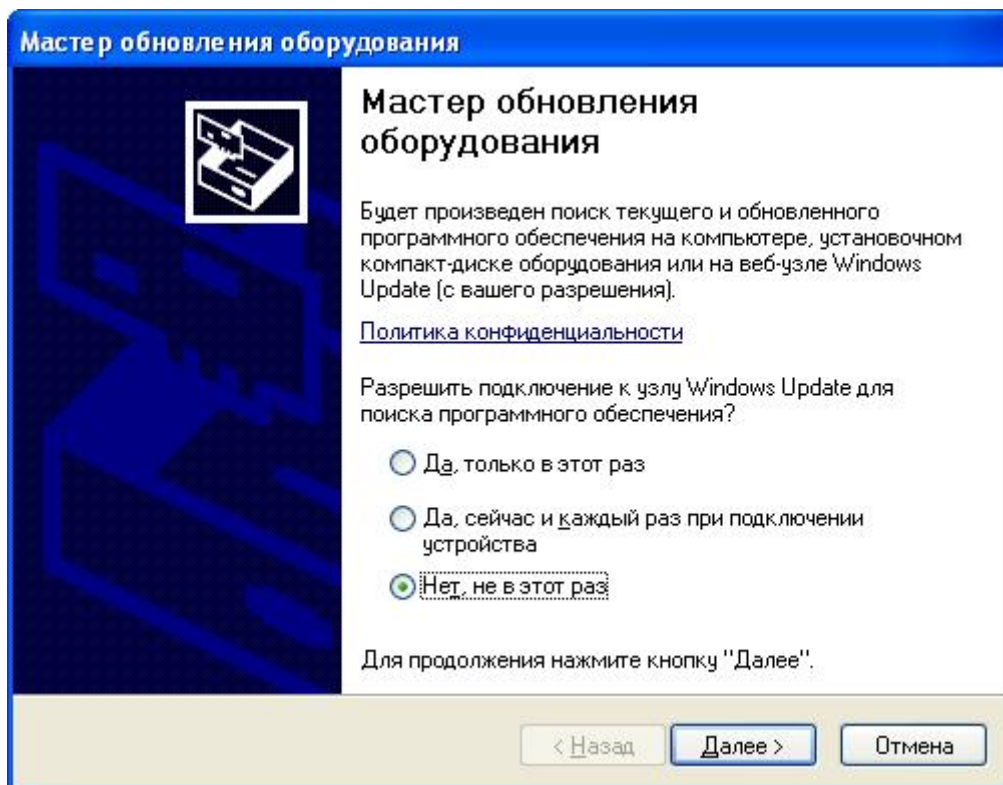 Мастер обновления оборудования
Мастер обновления
оборудования
Будет произведен поиск текущего и обновленного
программного обеспечения на компьютере, установочном
компакт-диске оборудования или на веб-узле Windows
Update (с вашего разрешения).
Политика конфиденциальности
Разрешить подключение к узлу Windows Update для
поиска программного обеспечения?
Да, только в этот раз
Да, сейчас и каждый раз при подключении
устройства
Нет, не в этот раз
Для продолжения нажмите кнопку "Далее".
< Назад Далее > Отмена